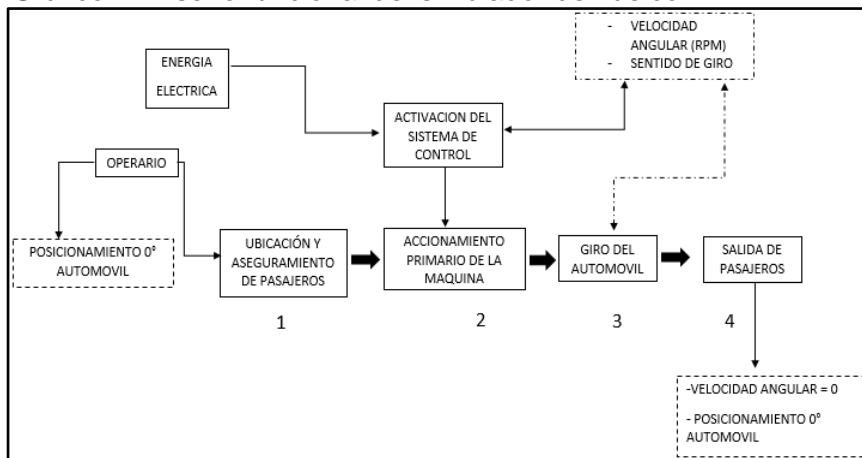 ENERGIA
ELECTRICA
- VELOCIDAD
ANGULAR (RPM)
- SENTIDO DE GIRO
ACTIVACION DEL
SISTEMA DE
CONTROL
OPERARIO
POSICIONAMIENTO 0°
AUTOMOVIL
UBICACIÓN Y
ASEGURAMIENTO
DE PASAJEROS
ACCIONAMIENTO
PRIMARIO DE LA
MAQUINA
GIRO DEL
AUTOMOVIL
SALIDA DE
PASAJEROS
1
2
3
4
-VELOCIDAD ANGULAR = 0
- POSICIONAMIENTO 0°
AUTOMOVIL